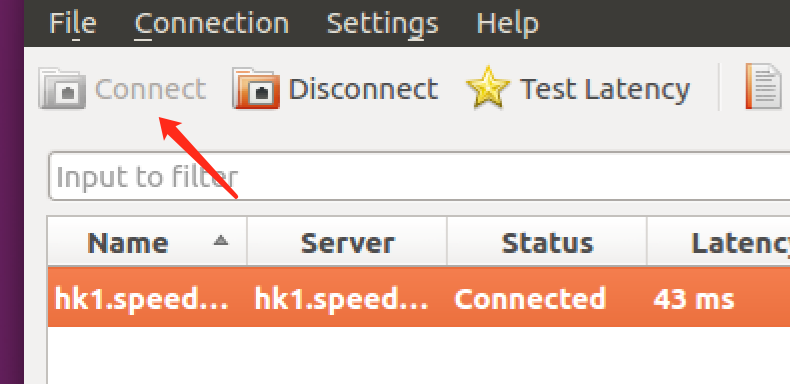 File Connection Settings Help
Connect Disconnect Test Latency
Input to filter
Name Server Status Latency
hk1.speed... hk1.speed... Connected 43 ms